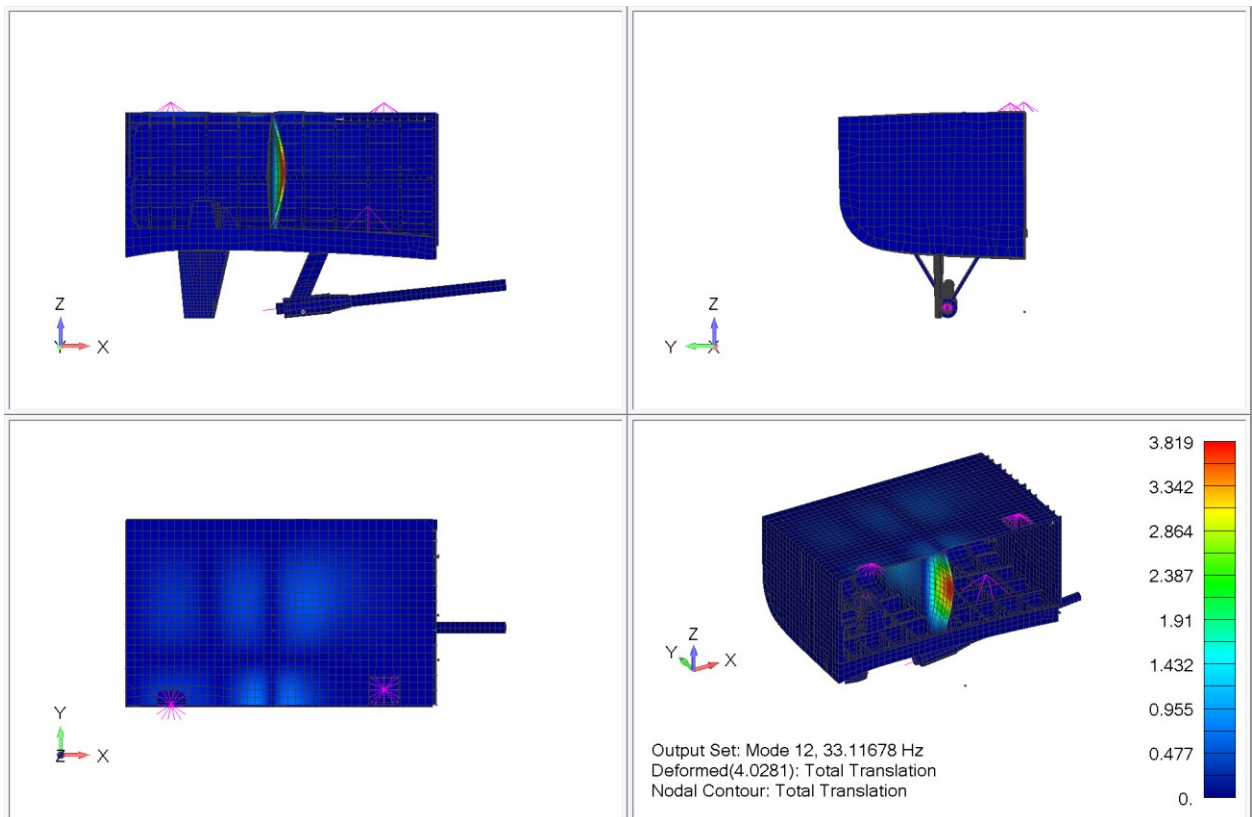 Z
Y
X
Z
Y
X
Y
Z
X
Z
Y
X
3.819
3.342
2.864
2.387
1.91
1.432
0.955
0.477
0.
Output Set: Mode 12, 33.11678 Hz
Deformed(4.0281): Total Translation
Nodal Contour: Total Translation